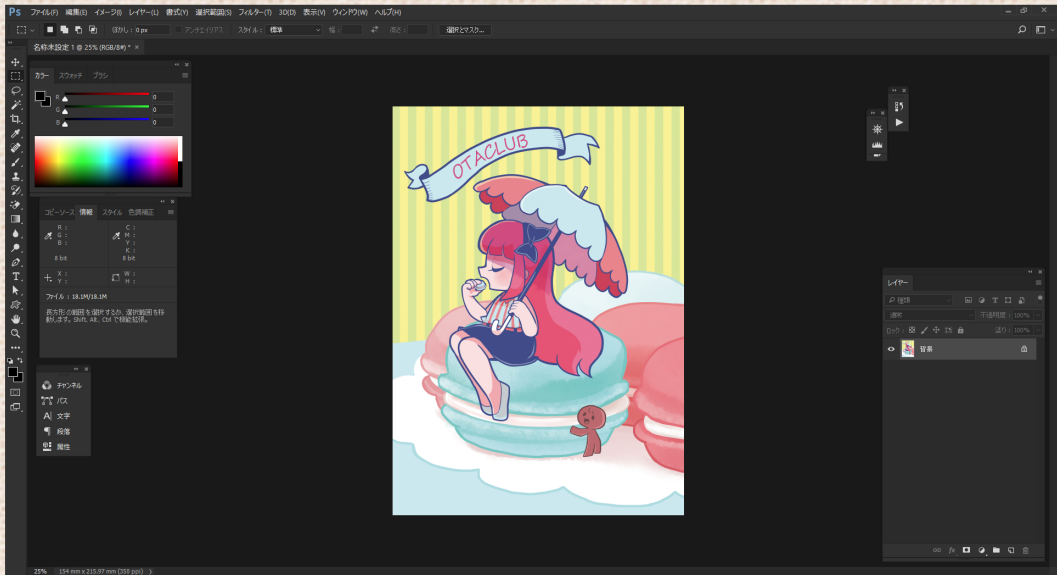 Ps ファイル(F) 編集(E) イメージ(I) レイヤー(L) 書式(Y) 選択範囲(S) フィルター(T) 3D(D) 表示(V) ウィンドウ(W) ヘルプ(H)
ぼかし: 0 px アンチエイリアス スタイル: 標準 幅: 高さ: 選択とマスク...
名称未設定 1 @ 25% (RGB/8#) * ×
カラー スウォッチ ブラシ
R 0
G 0
B 0
コピーソース 情報 スタイル 色調補正
R : C :
G : M :
B : Y :
K :
8 bit 8 bit
X : W :
Y : H :
ファイル : 18.1M/18.1M
長方形の範囲を選択するか、選択範囲を移
動します。Shift、Alt、Ctrl で機能拡張。
チャンネル
パス
文字
段落
属性
OTACLUB
レイヤー
種類
通常 不透明度: 100%
ロック: 塗り: 100%
背景
fx
25% 154 mm x 215.97 mm (350 ppi)